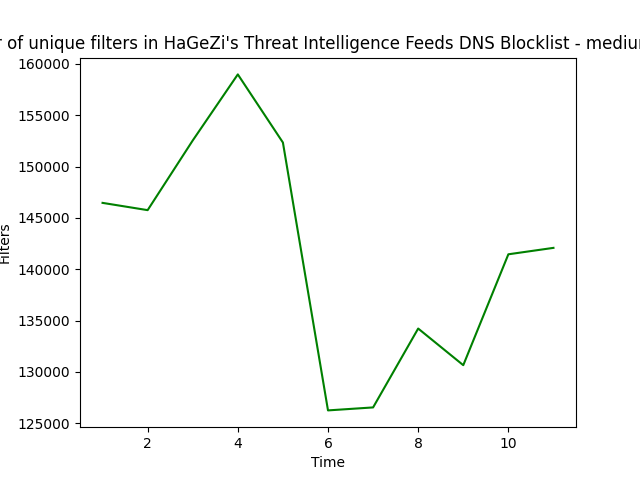 r of unique filters in HaGeZi's Threat Intelligence Feeds DNS Blocklist - mediu
160000
155000
150000
145000
140000
135000
130000
125000
Filters
2 4 6 8 10
Time